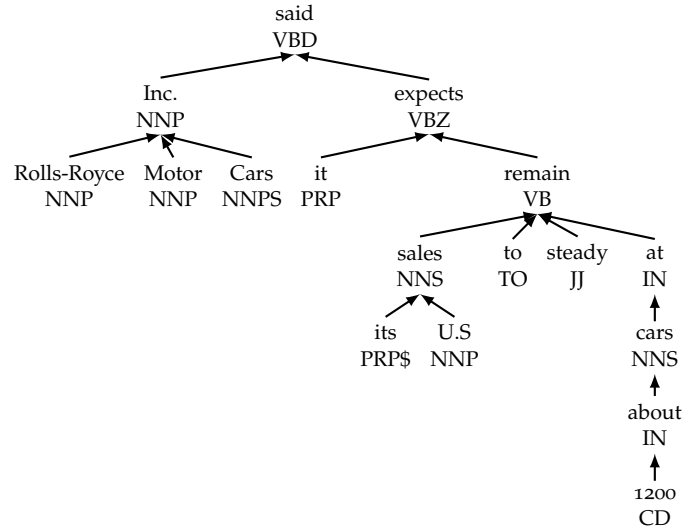 said
VBD
Inc. expects
NNP VBZ
Rolls-Royce Motor Cars it remain
NNP NNP NNPS PRP VB
sales to steady at
NNS TO JJ IN
its U.S cars
PRP$ NNP NNS
about
IN
1200
CD